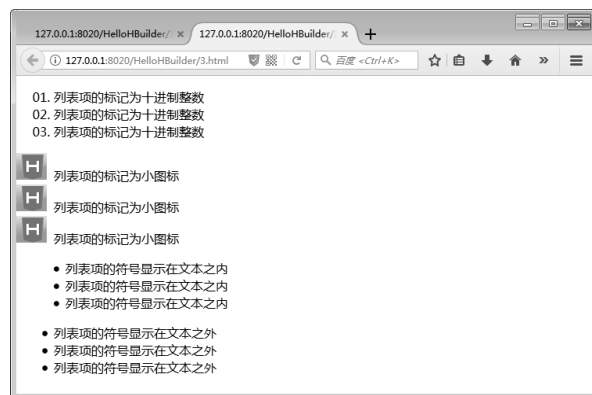 127.0.0.1:8020/HelloHBuilder/ × 127.0.0.1:8020/HelloHBuilder/ × +
127.0.0.1:8020/HelloHBuilder/3.html 百度 <Ctrl+K>
01. 列表项的标记为十进制整数
02. 列表项的标记为十进制整数
03. 列表项的标记为十进制整数
H 列表项的标记为小图标
H 列表项的标记为小图标
H 列表项的标记为小图标
• 列表项的符号显示在文本之内
• 列表项的符号显示在文本之内
• 列表项的符号显示在文本之内
• 列表项的符号显示在文本之外
• 列表项的符号显示在文本之外
• 列表项的符号显示在文本之外